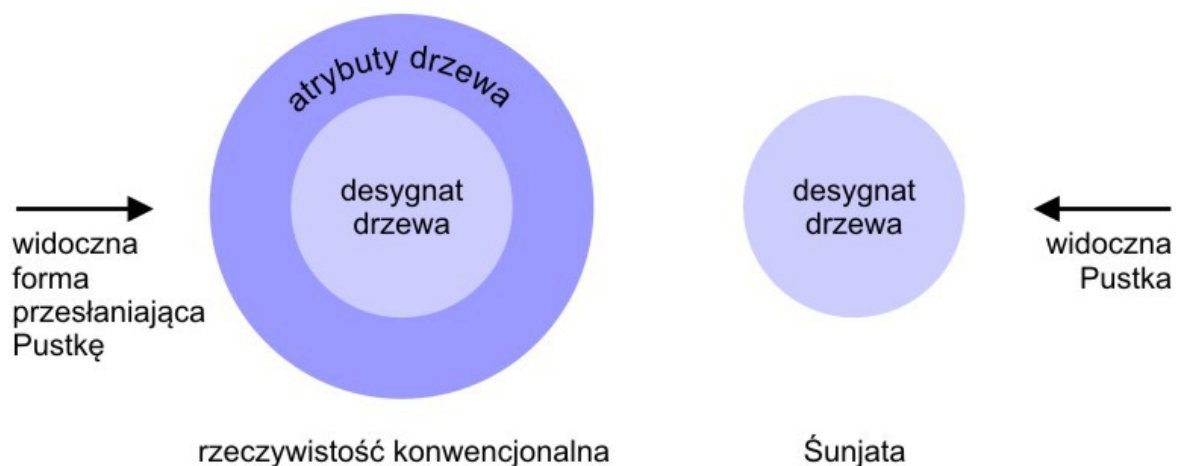 atrybuty drzewa
desygnat
drzewa
widoczna
forma
przesłaniająca
Pustkę
rzeczywistość konwencjonalna
desygnat
drzewa
widoczna
Pustka
Śunjata